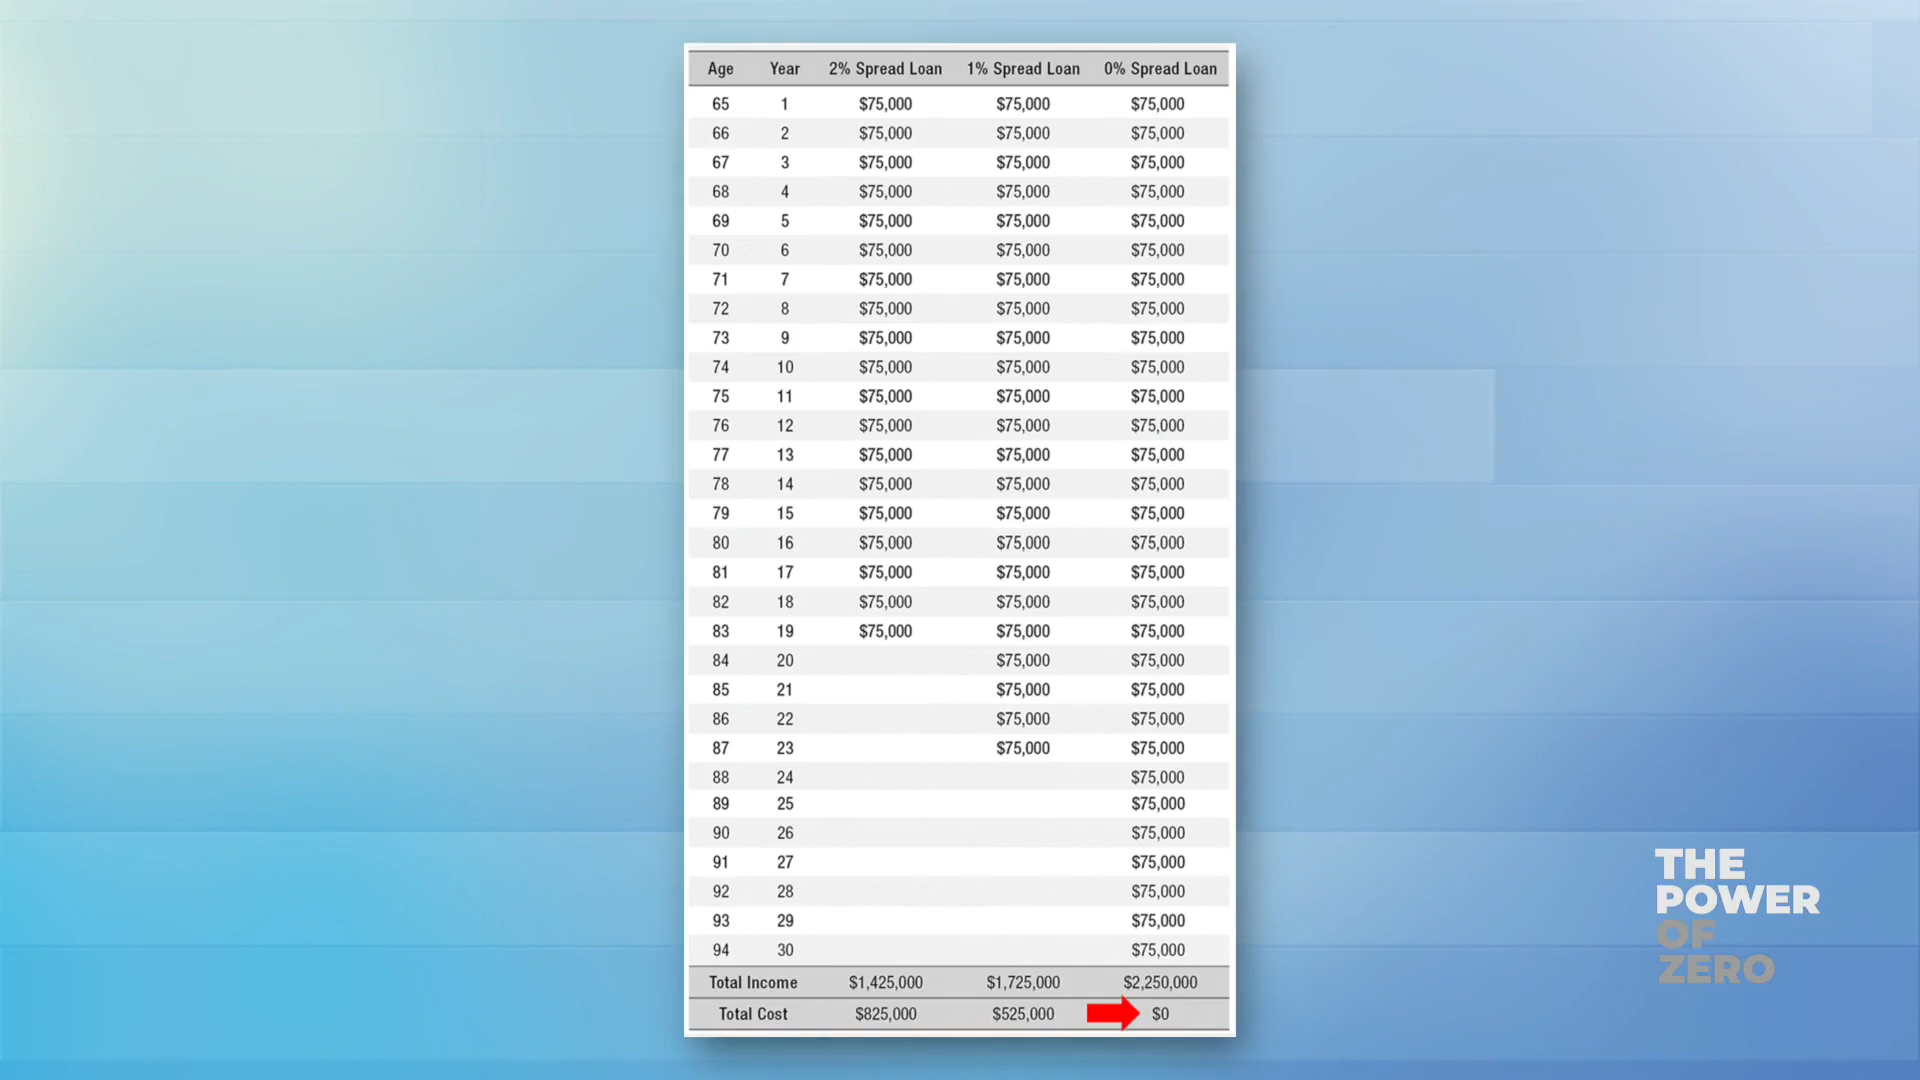 Age Year 2% Spread Loan 1% Spread Loan 0% Spread Loan
65 1 $75,000 $75,000 $75,000
66 2 $75,000 $75,000 $75,000
67 3 $75,000 $75,000 $75,000
68 4 $75,000 $75,000 $75,000
69 5 $75,000 $75,000 $75,000
70 6 $75,000 $75,000 $75,000
71 7 $75,000 $75,000 $75,000
72 8 $75,000 $75,000 $75,000
73 9 $75,000 $75,000 $75,000
74 10 $75,000 $75,000 $75,000
75 11 $75,000 $75,000 $75,000
76 12 $75,000 $75,000 $75,000
77 13 $75,000 $75,000 $75,000
78 14 $75,000 $75,000 $75,000
79 15 $75,000 $75,000 $75,000
80 16 $75,000 $75,000 $75,000
81 17 $75,000 $75,000 $75,000
82 18 $75,000 $75,000 $75,000
83 19 $75,000 $75,000 $75,000
84 20 $75,000 $75,000
85 21 $75,000 $75,000
86 22 $75,000 $75,000
87 23 $75,000 $75,000
88 24 $75,000
89 25 $75,000
90 26 $75,000
91 27 $75,000
92 28 $75,000
93 29 $75,000
94 30 $75,000
Total Income $1,425,000 $1,725,000 $2,250,000
Total Cost $825,000 $525,000 $0
THE
POWER
OF
ZERO